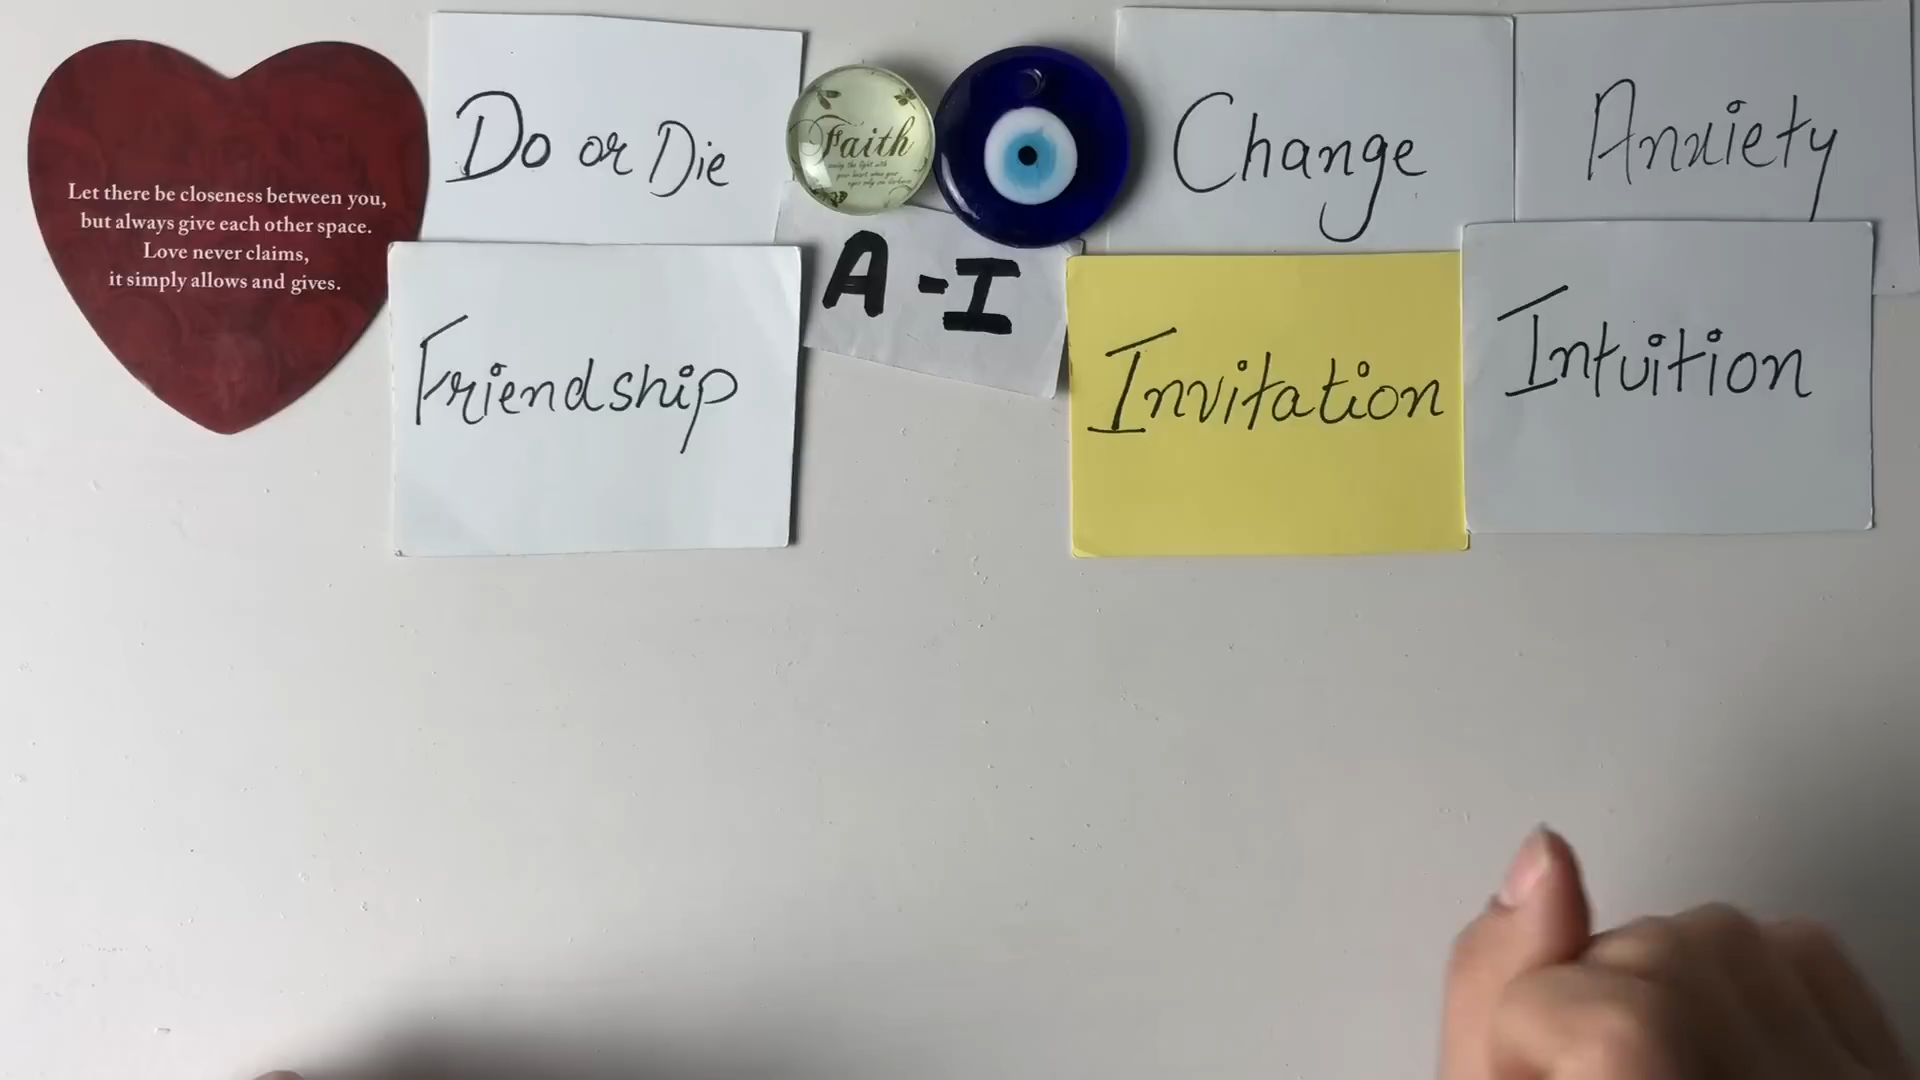 Let there be closeness between you,
but always give each other space.
Love never claims,
it simply allows and gives.
Do or Die
Faith
Change
Anxiety
Friendship
A-I
Invitation
Intuition